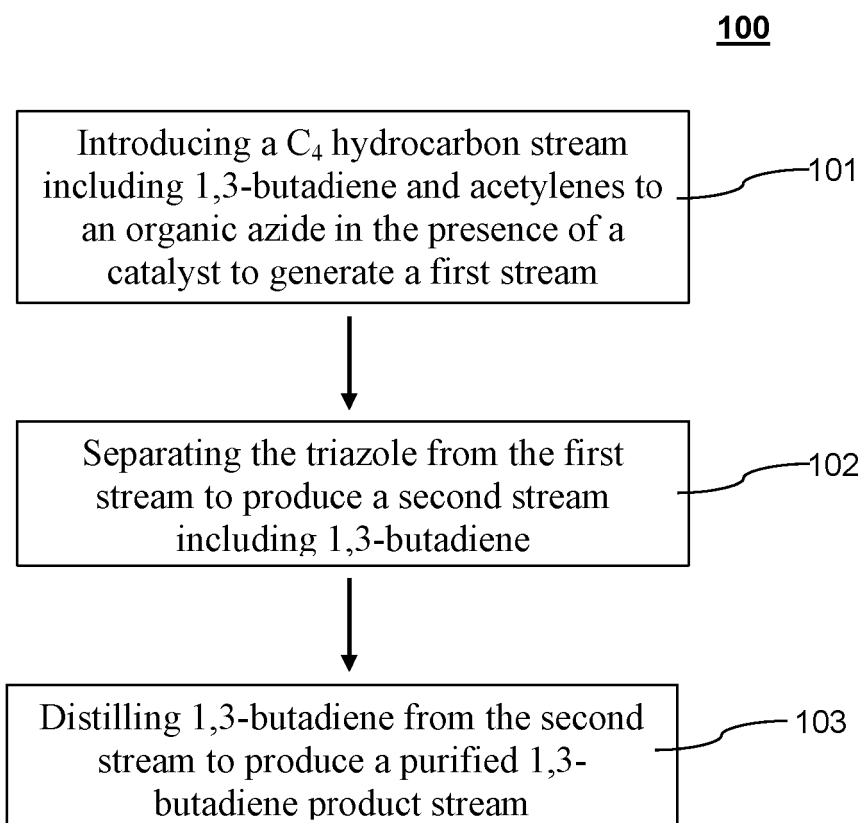 100
Introducing a C₄ hydrocarbon stream
including 1,3-butadiene and acetylenes to
an organic azide in the presence of a
catalyst to generate a first stream
101
Separating the triazole from the first
stream to produce a second stream
including 1,3-butadiene
102
Distilling 1,3-butadiene from the second
stream to produce a purified 1,3-
butadiene product stream
103